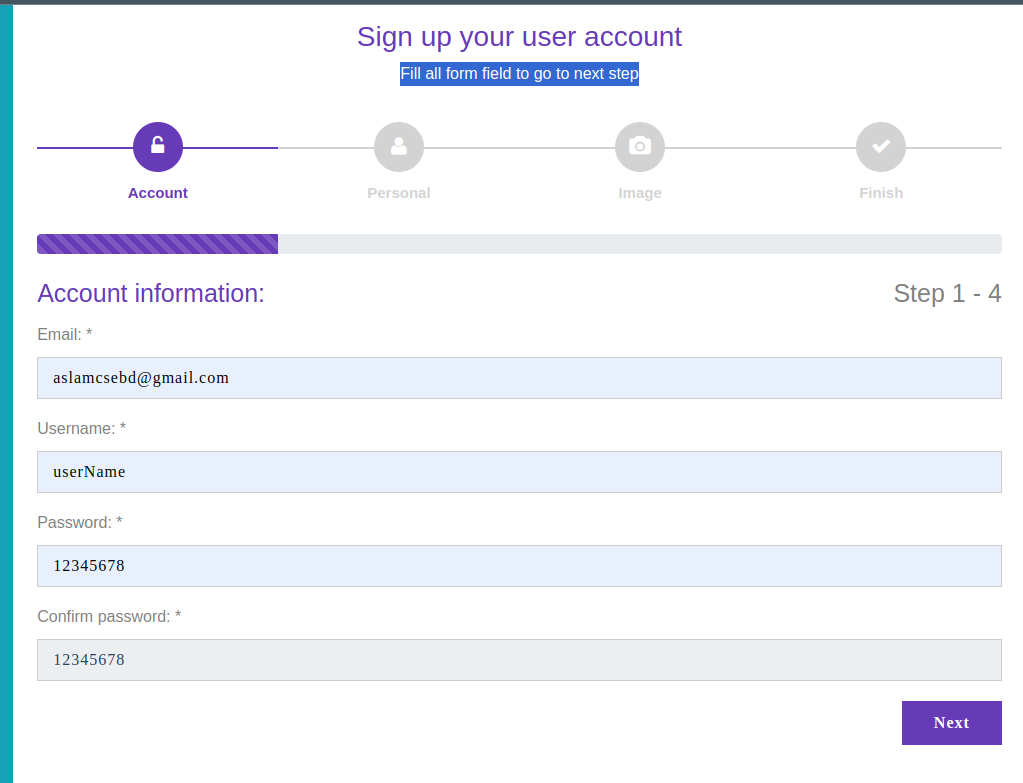 Sign up your user account
Fill all form field to go to next step
Account Personal Image Finish
Account information: Step 1 - 4
Email: *
aslamcsebd@gmail.com
Username: *
userName
Password: *
12345678
Confirm password: *
12345678
Next